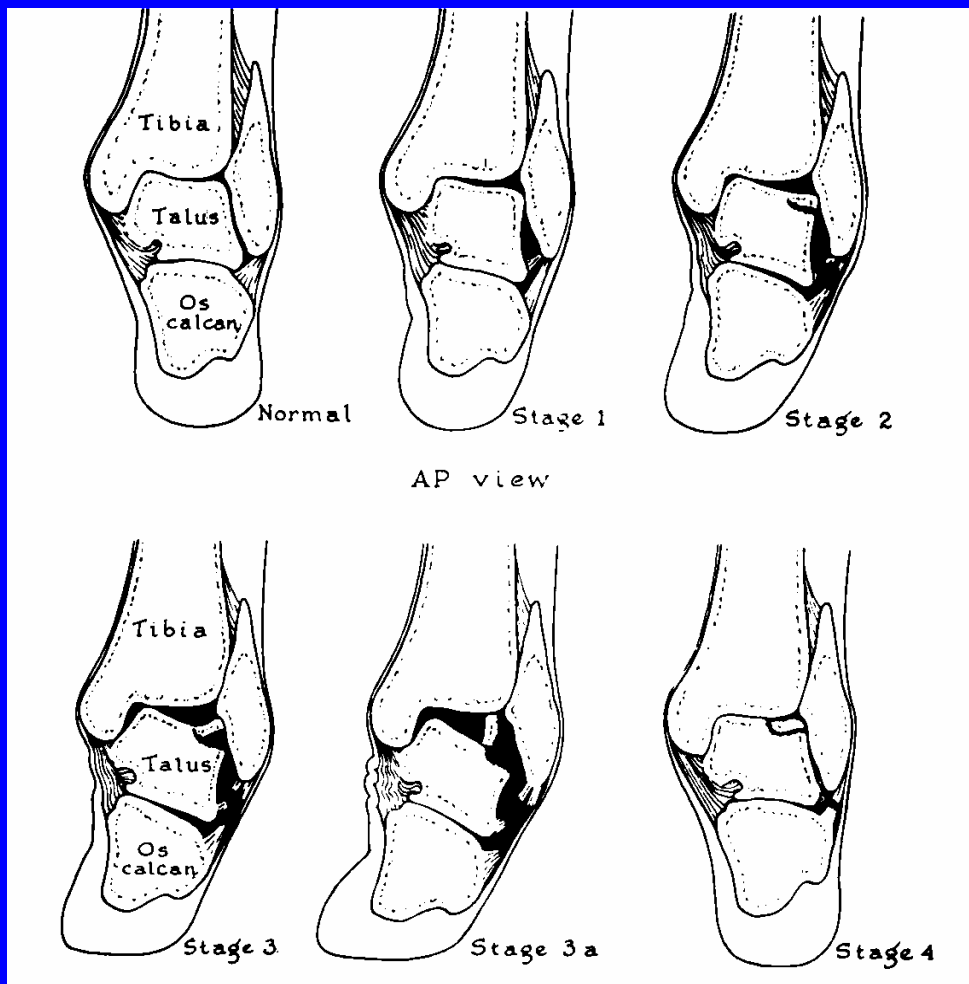 Tibia
Talus
Os
calcan
Normal
Stage 1
Stage 2
AP view
Tibia
Talus
Os
calcan
Stage 3
Stage 3a
Stage 4